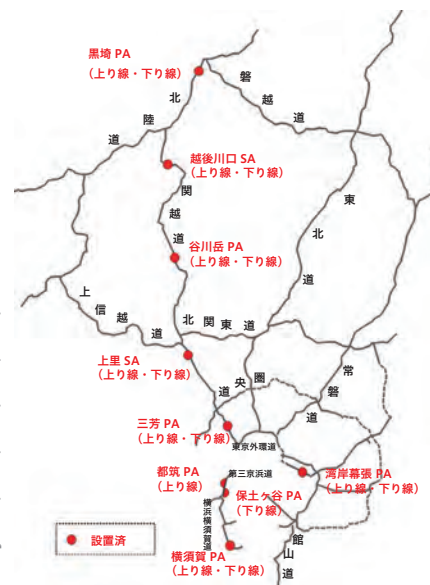 黒埼 PA
（上り線・下り線）
磐越道
北陸道
越後川口 SA
（上り線・下り線）
関越道
東北道
谷川岳 PA
（上り線・下り線）
上信越道
北関東道
上里 SA
（上り線・下り線）
圏央道
常磐道
三芳 PA
（上り線・下り線）
東京外環道
都筑 PA
（上り線）
第三京浜道
湾岸幕張 PA
（上り線・下り線）
保土ヶ谷 PA
（下り線）
横浜横須賀道
館山道
設置済
横須賀 PA
（上り線・下り線）